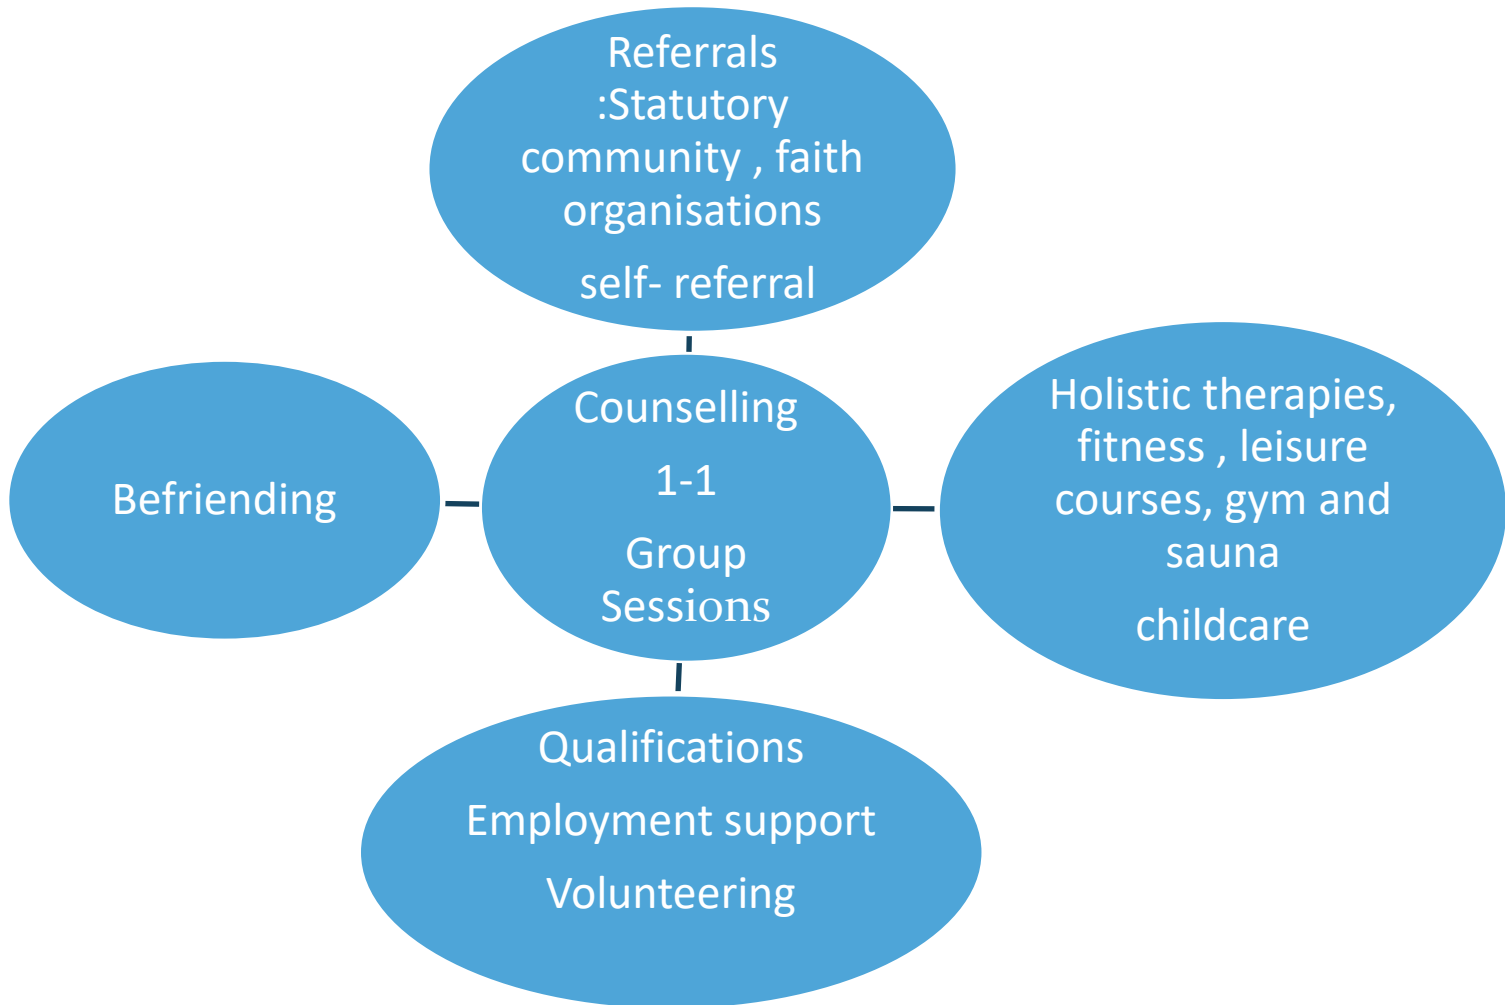 Referrals
:Statutory
community , faith
organisations
self- referral
Befriending
Counselling
1-1
Group
Sessions
Holistic therapies,
fitness , leisure
courses, gym and
sauna
childcare
Qualifications
Employment support
Volunteering